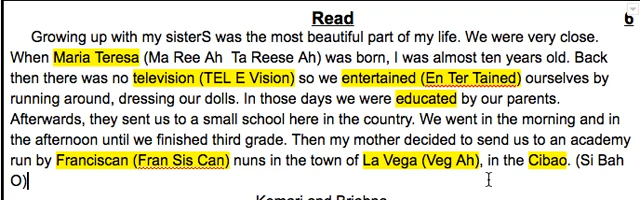 Read 6
Growing up with my sisterS was the most beautiful part of my life. We were very close.
When Maria Teresa (Ma Ree Ah Ta Reese Ah) was born, I was almost ten years old. Back
then there was no television (TEL E Vision) so we entertained (En Ter Tained) ourselves by
running around, dressing our dolls. In those days we were educated by our parents.
Afterwards, they sent us to a small school here in the country. We went in the morning and in
the afternoon until we finished third grade. Then my mother decided to send us to an academy
run by Franciscan (Fran Sis Can) nuns in the town of La Vega (Veg Ah), in the Cibao. (Si Bah
O)